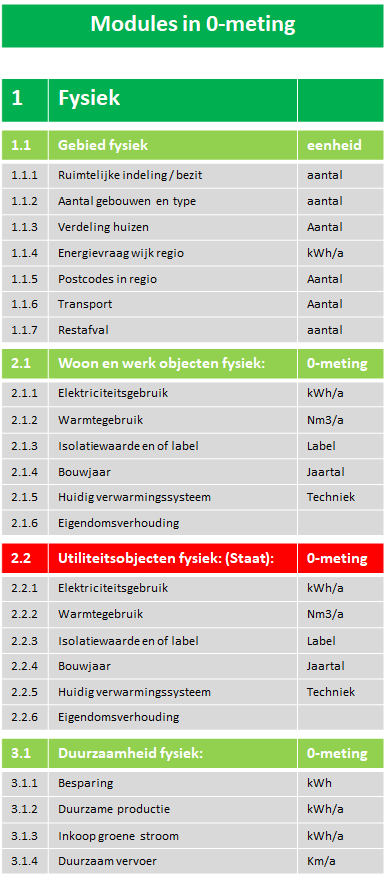 Modules in 0-meting
1 Fysiek
1.1 Gebied fysiek eenheid
1.1.1 Ruimtelijke indeling / bezit aantal
1.1.2 Aantal gebouwen en type aantal
1.1.3 Verdeling huizen Aantal
1.1.4 Energievraag wijk regio kWh/a
1.1.5 Postcodes in regio Aantal
1.1.6 Transport Aantal
1.1.7 Restafval aantal
2.1 Woon en werk objecten fysiek: 0-meting
2.1.1 Elektriciteitsgebruik kWh/a
2.1.2 Warmtegebruik Nm3/a
2.1.3 Isolatiewaarde en of label Label
2.1.4 Bouwjaar Jaartal
2.1.5 Huidig verwarmingssysteem Techniek
2.1.6 Eigendomsverhouding
2.2 Utiliteitsobjecten fysiek: (Staat): 0-meting
2.2.1 Elektriciteitsgebruik kWh/a
2.2.2 Warmtegebruik Nm3/a
2.2.3 Isolatiewaarde en of label Label
2.2.4 Bouwjaar Jaartal
2.2.5 Huidig verwarmingssysteem Techniek
2.2.6 Eigendomsverhouding
3.1 Duurzaamheid fysiek: 0-meting
3.1.1 Besparing kWh
3.1.2 Duurzame productie kWh/a
3.1.3 Inkoop groene stroom kWh/a
3.1.4 Duurzaam vervoer Km/a